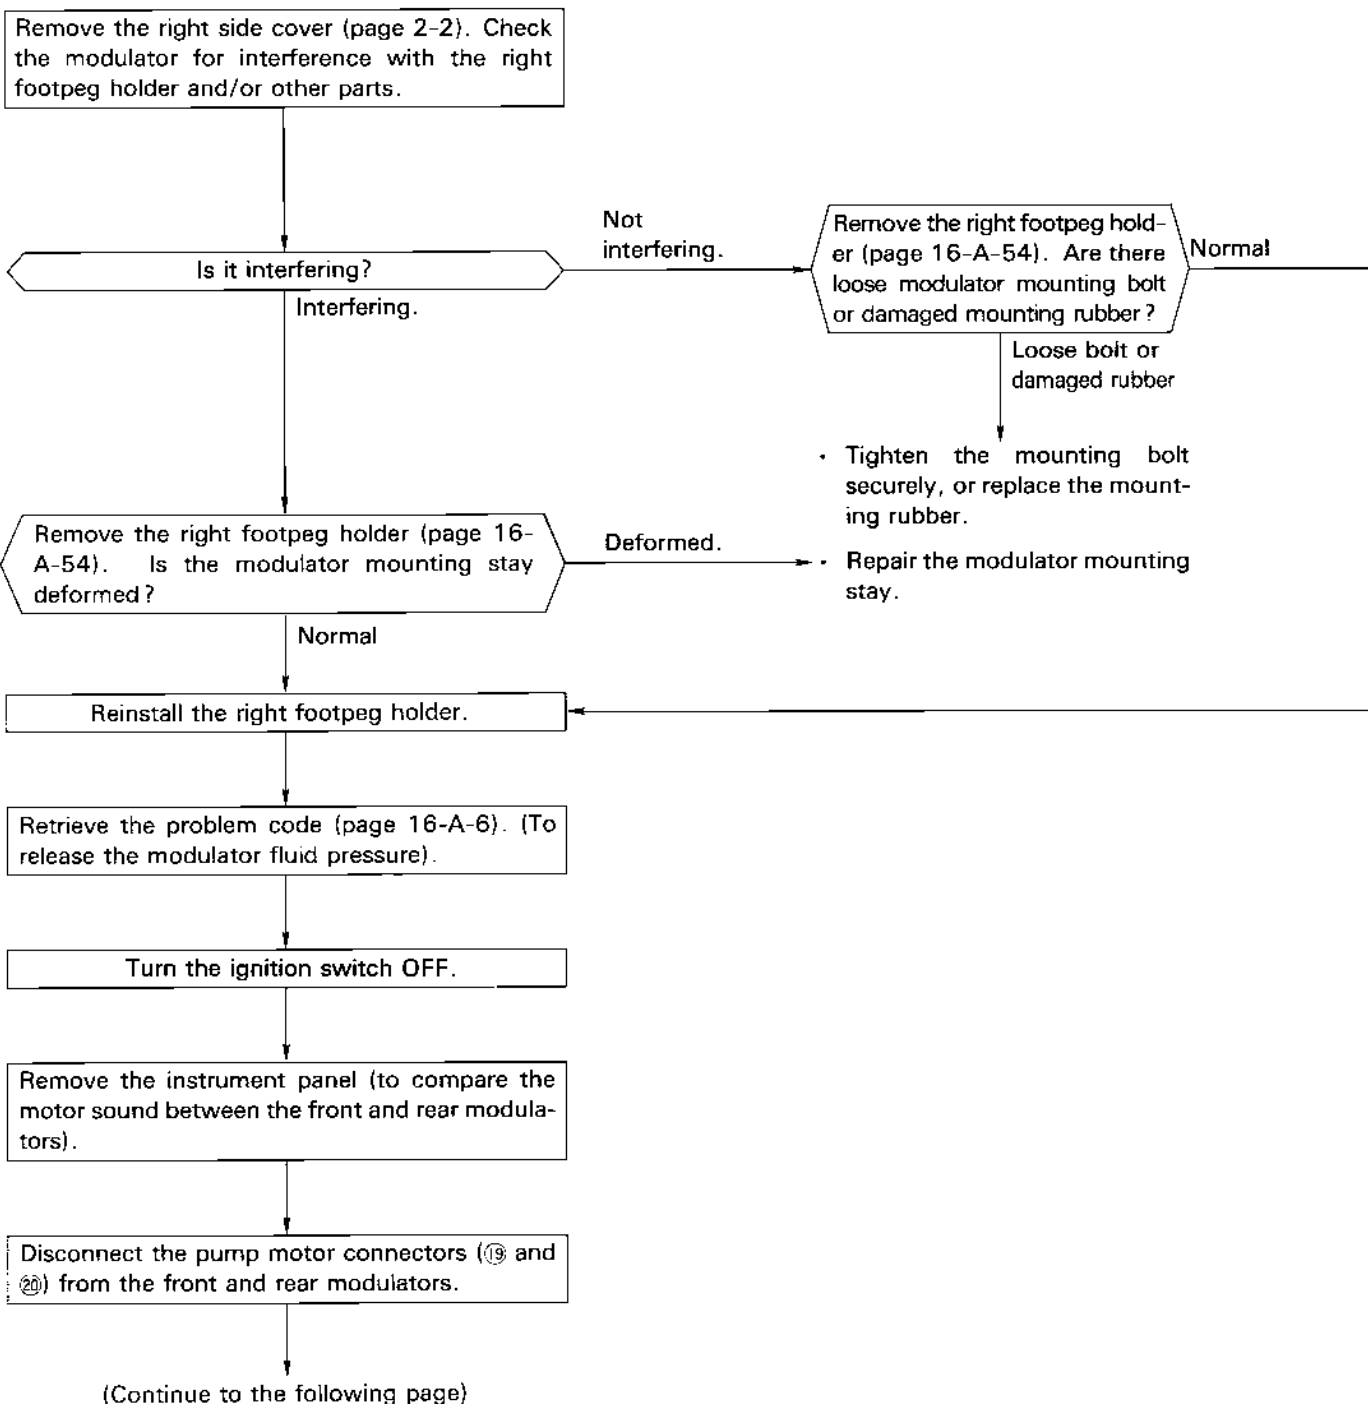 Remove the right side cover (page 2-2). Check
the modulator for interference with the right
footpeg holder and/or other parts.
Is it interfering?
Not
interfering.
Interfering.
Remove the right footpeg hold-
er (page 16-A-54). Are there
loose modulator mounting bolt
or damaged mounting rubber?
Normal
Loose bolt or
damaged rubber
· Tighten the mounting bolt
securely, or replace the mount-
ing rubber.
Remove the right footpeg holder (page 16-
A-54). Is the modulator mounting stay
deformed?
Deformed.
· Repair the modulator mounting
stay.
Normal
Reinstall the right footpeg holder.
Retrieve the problem code (page 16-A-6). (To
release the modulator fluid pressure).
Turn the ignition switch OFF.
Remove the instrument panel (to compare the
motor sound between the front and rear modula-
tors).
Disconnect the pump motor connectors (⑲ and
⑳) from the front and rear modulators.
(Continue to the following page)